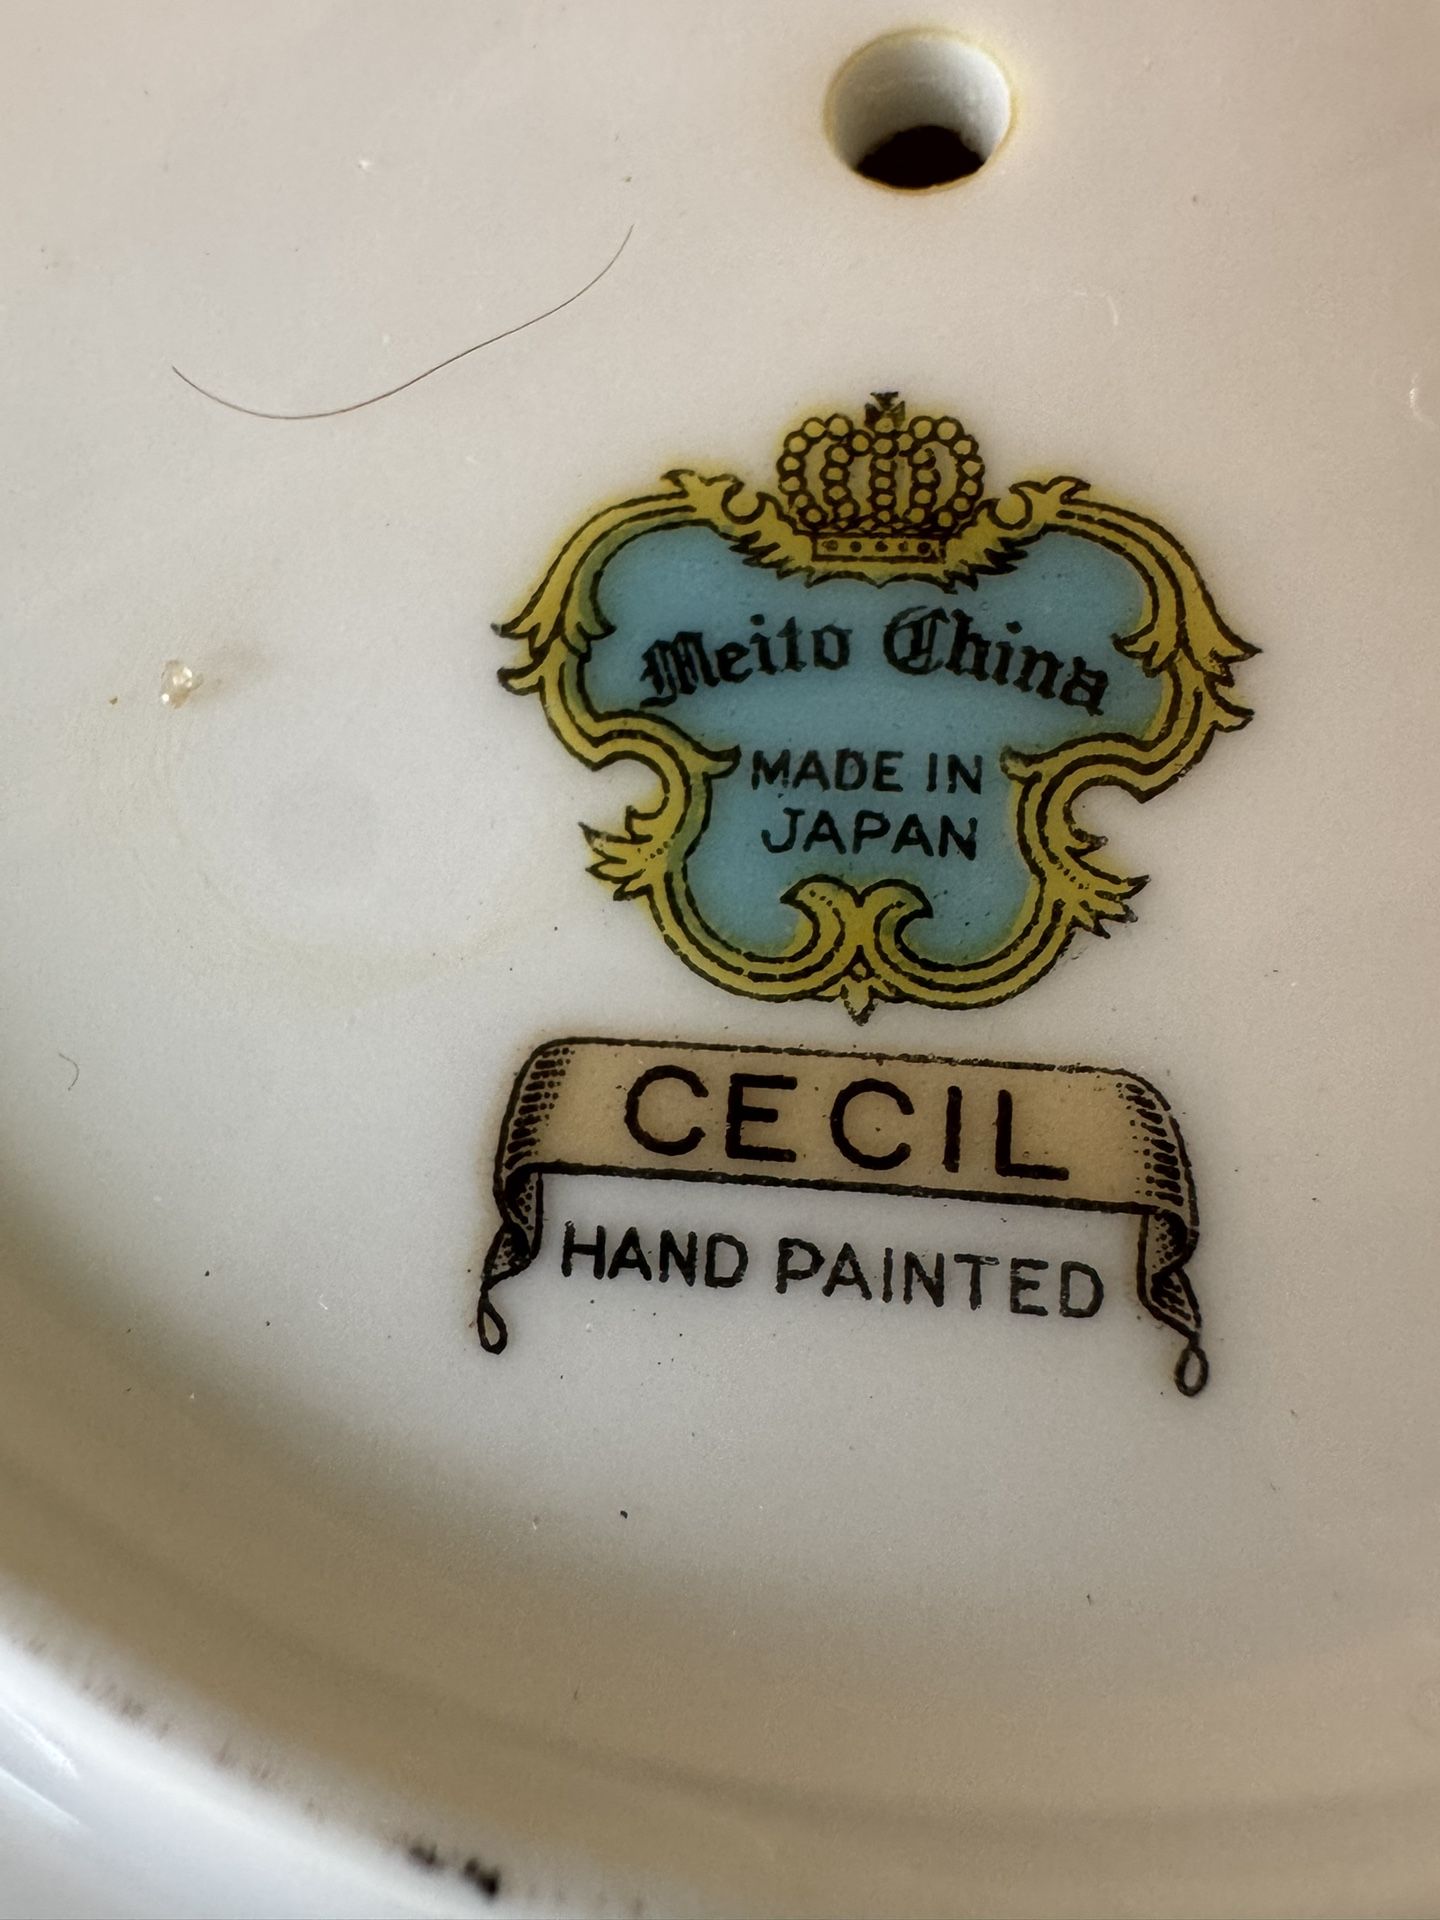 Meito China
MADE IN
JAPAN
CECIL
HAND PAINTED